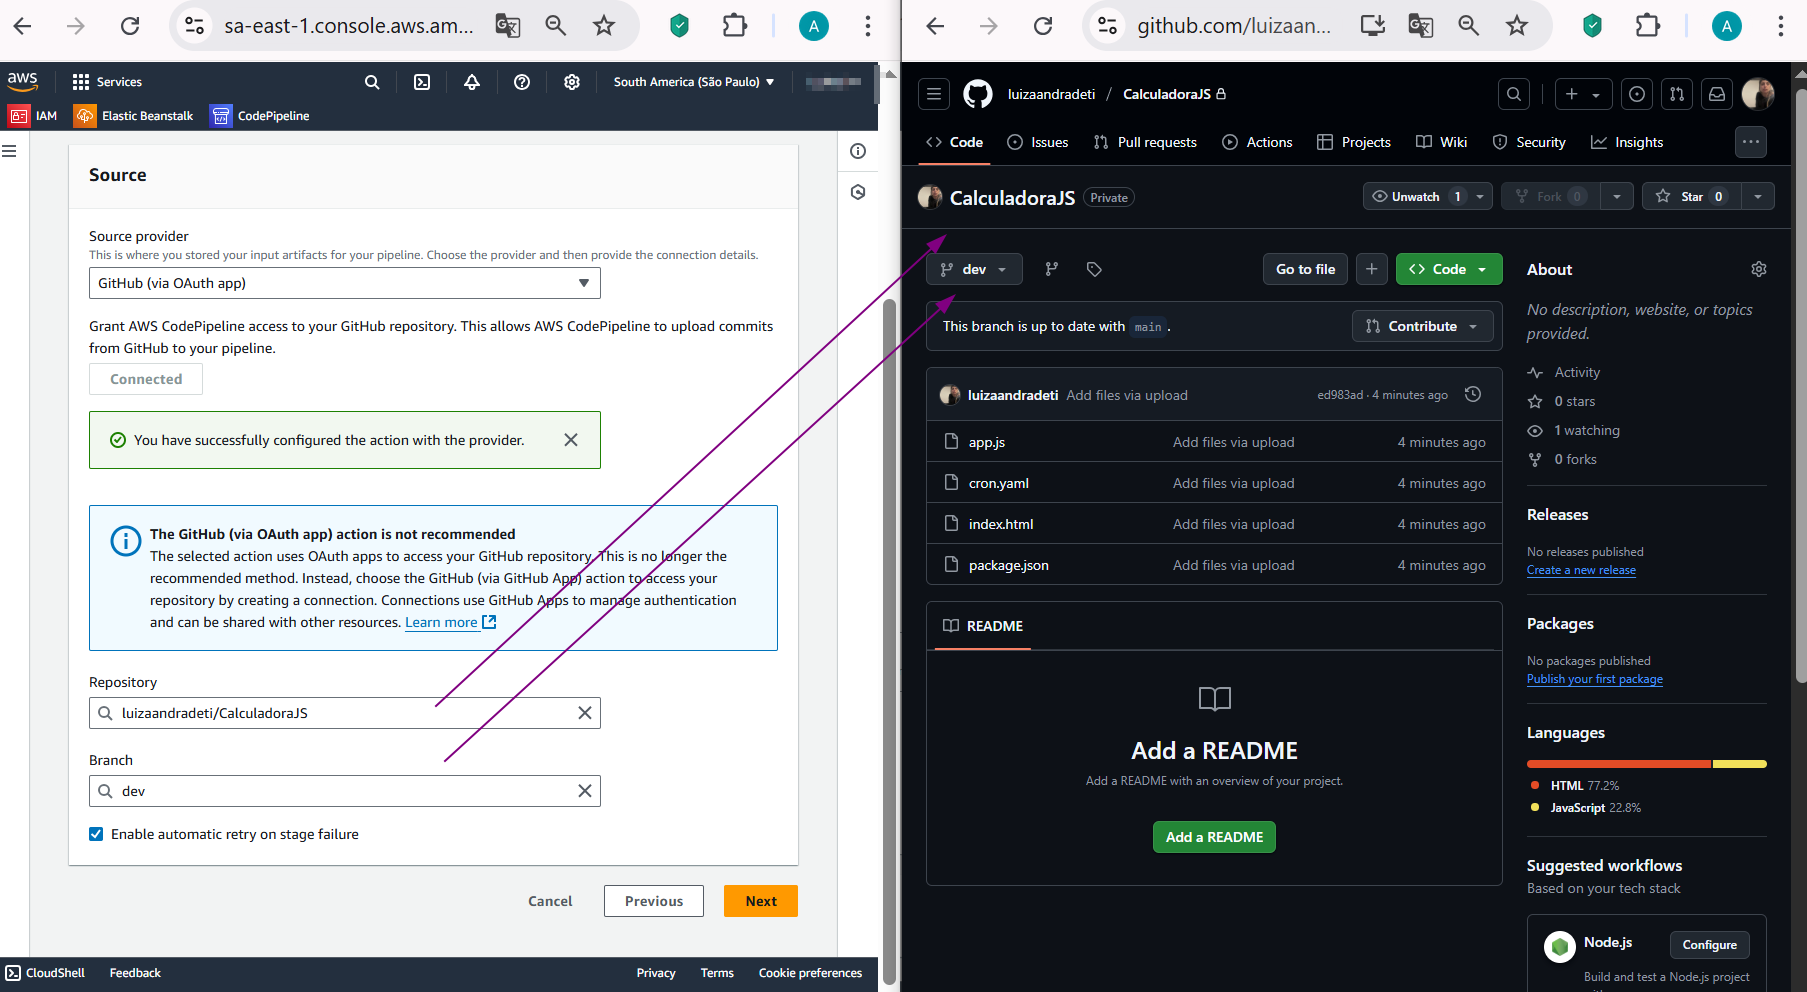 sa-east-1.console.aws.am...
A
aws
Services
South America (São Paulo)
IAM
Elastic Beanstalk
CodePipeline
Source
Source provider
This is where you stored your input artifacts for your pipeline. Choose the provider and then provide the connection details.
GitHub (via OAuth app)
Grant AWS CodePipeline access to your GitHub repository. This allows AWS CodePipeline to upload commits
from GitHub to your pipeline.
Connected
You have successfully configured the action with the provider.
The GitHub (via OAuth app) action is not recommended
The selected action uses OAuth apps to access your GitHub repository. This is no longer the
recommended method. Instead, choose the GitHub (via GitHub App) action to access your
repository by creating a connection. Connections use GitHub Apps to manage authentication
and can be shared with other resources. Learn more
Repository
luizaandradeti/CalculadoraJS
Branch
dev
Enable automatic retry on stage failure
Cancel
Previous
Next
CloudShell
Feedback
Privacy
Terms
Cookie preferences
github.com/luizaan...
A
luizaandradeti / CalculadoraJS
Code
Issues
Pull requests
Actions
Projects
Wiki
Security
Insights
CalculadoraJS
Private
Unwatch 1
Fork 0
Star 0
dev
Go to file
Code
This branch is up to date with main .
Contribute
luizaandradeti Add files via upload
ed983ad · 4 minutes ago
app.js Add files via upload 4 minutes ago
cron.yaml Add files via upload 4 minutes ago
index.html Add files via upload 4 minutes ago
package.json Add files via upload 4 minutes ago
README
Add a README
Add a README with an overview of your project.
Add a README
About
No description, website, or topics
provided.
Activity
0 stars
1 watching
0 forks
Releases
No releases published
Create a new release
Packages
No packages published
Publish your first package
Languages
HTML 77.2%
JavaScript 22.8%
Suggested workflows
Based on your tech stack
Node.js
Configure
Build and test a Node.js project